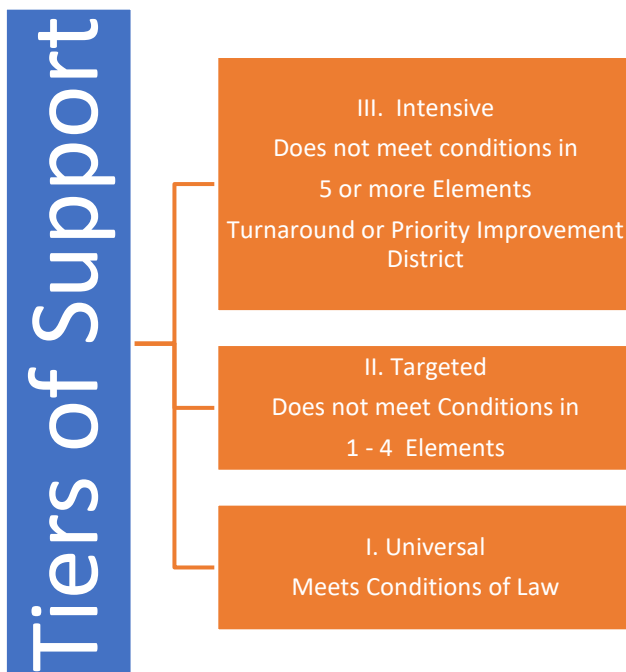 Tiers of Support
III. Intensive
Does not meet conditions in
5 or more Elements
Turnaround or Priority Improvement
District
II. Targeted
Does not meet Conditions in
1 - 4 Elements
I. Universal
Meets Conditions of Law